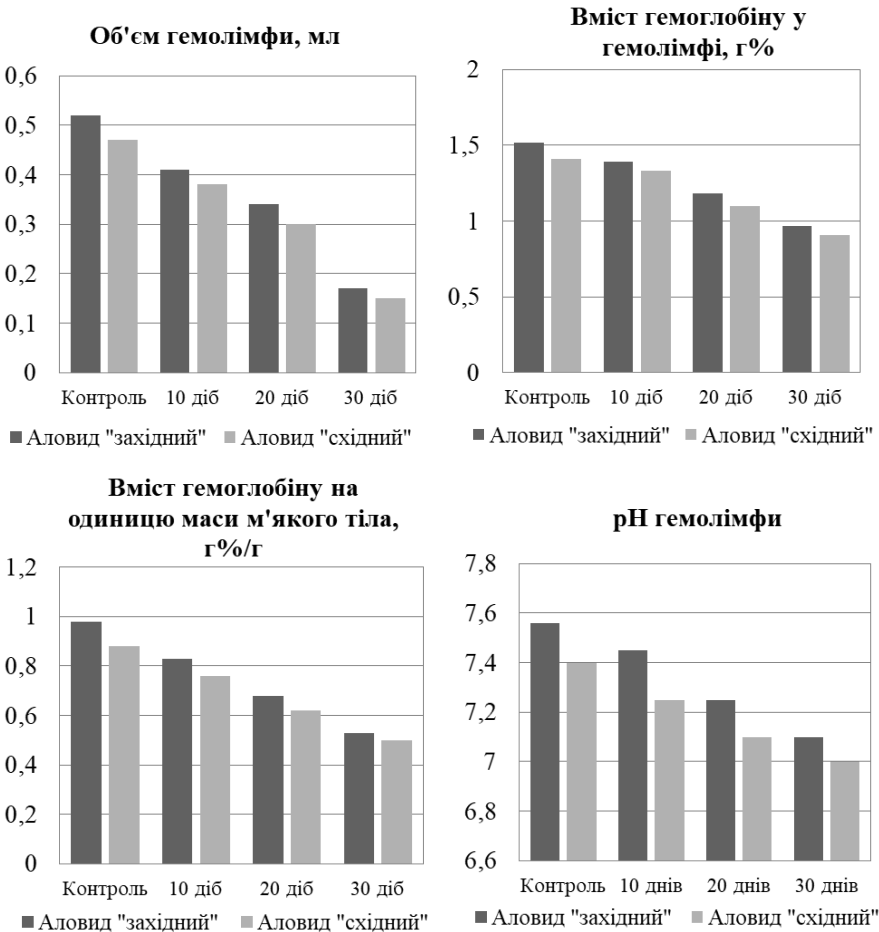 Об'єм гемолімфи, мл
0,6
0,5
0,4
0,3
0,2
0,1
0
Контроль 10 діб 20 діб 30 діб
Аловид "західний" Аловид "східний"
Вміст гемоглобіну у
гемолімфі, г%
2
1,5
1
0,5
0
Контроль 10 діб 20 діб 30 діб
Аловид "західний" Аловид "східний"
Вміст гемоглобіну на
одиницю маси м'якого тіла,
г%/г
1,2
1
0,8
0,6
0,4
0,2
0
Контроль 10 діб 20 діб 30 діб
Аловид "західний" Аловид "східний"
рН гемолімфи
7,8
7,6
7,4
7,2
7
6,8
6,6
Контроль 10 днів 20 днів 30 днів
Аловид "західний" Аловид "східний"